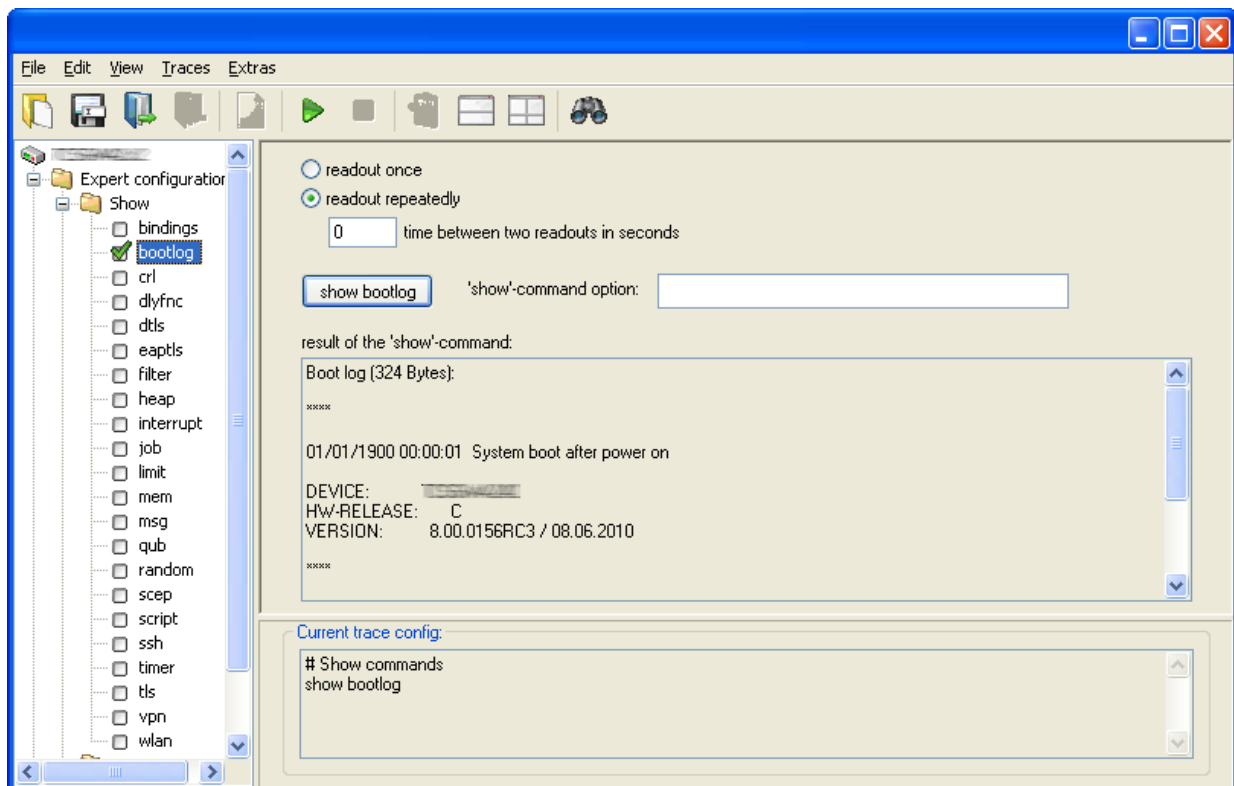 File Edit View Traces Extras
Expert configuration
Show
bindings
bootlog
crl
dlyfnc
dtls
eaptls
filter
heap
interrupt
job
limit
mem
msg
qub
random
scep
script
ssh
timer
tls
vpn
wlan
readout once
readout repeatedly
0 time between two readouts in seconds
show bootlog 'show'-command option:
result of the 'show'-command:
Boot log (324 Bytes):
****
01/01/1900 00:00:01 System boot after power on
DEVICE:
HW-RELEASE: C
VERSION: 8.00.0156RC3 / 08.06.2010
****
Current trace config:
# Show commands
show bootlog